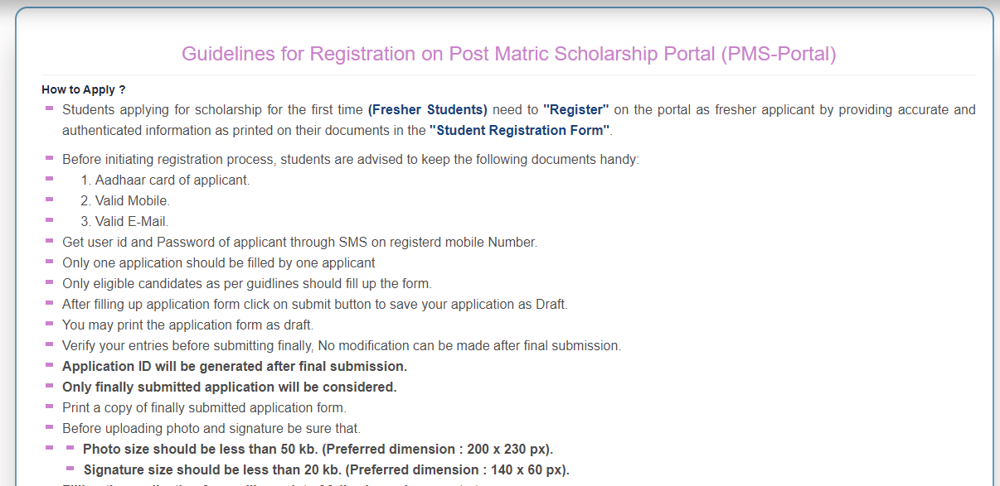 Guidelines for Registration on Post Matric Scholarship Portal (PMS-Portal)
How to Apply ?
Students applying for scholarship for the first time (Fresher Students) need to "Register" on the portal as fresher applicant by providing accurate and
authenticated information as printed on their documents in the "Student Registration Form".
Before initiating registration process, students are advised to keep the following documents handy:
1. Aadhaar card of applicant.
2. Valid Mobile.
3. Valid E-Mail.
Get user id and Password of applicant through SMS on registerd mobile Number.
Only one application should be filled by one applicant
Only eligible candidates as per guidlines should fill up the form.
After filling up application form click on submit button to save your application as Draft.
You may print the application form as draft.
Verify your entries before submitting finally, No modification can be made after final submission.
Application ID will be generated after final submission.
Only finally submitted application will be considered.
Print a copy of finally submitted application form.
Before uploading photo and signature be sure that.
Photo size should be less than 50 kb. (Preferred dimension : 200 x 230 px).
Signature size should be less than 20 kb. (Preferred dimension : 140 x 60 px).